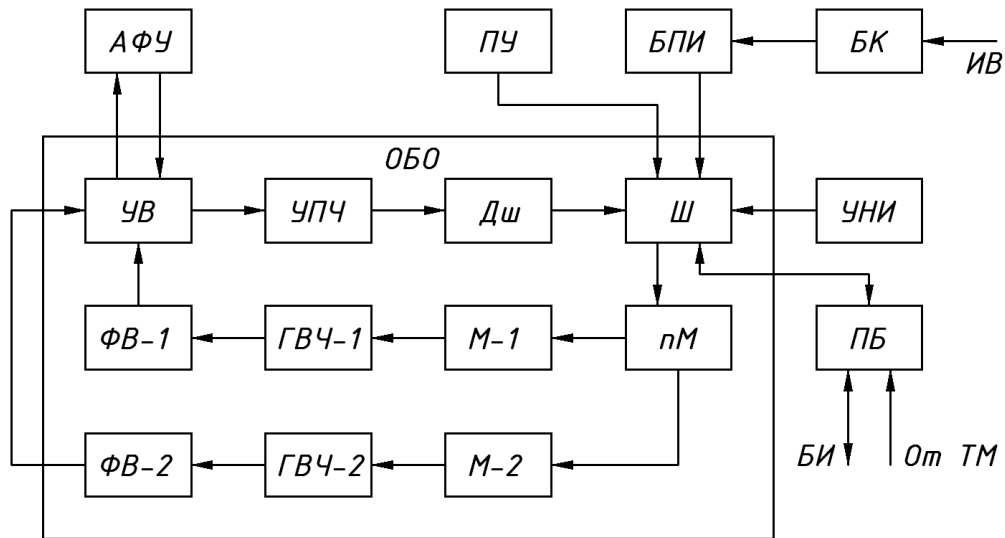 АФУ ПУ БПИ БК
ИВ
ОБО
УВ УПЧ Дш Ш УНИ
ФВ-1 ГВЧ-1 М-1 пМ ПБ
ФВ-2 ГВЧ-2 М-2 БИ От ТМ